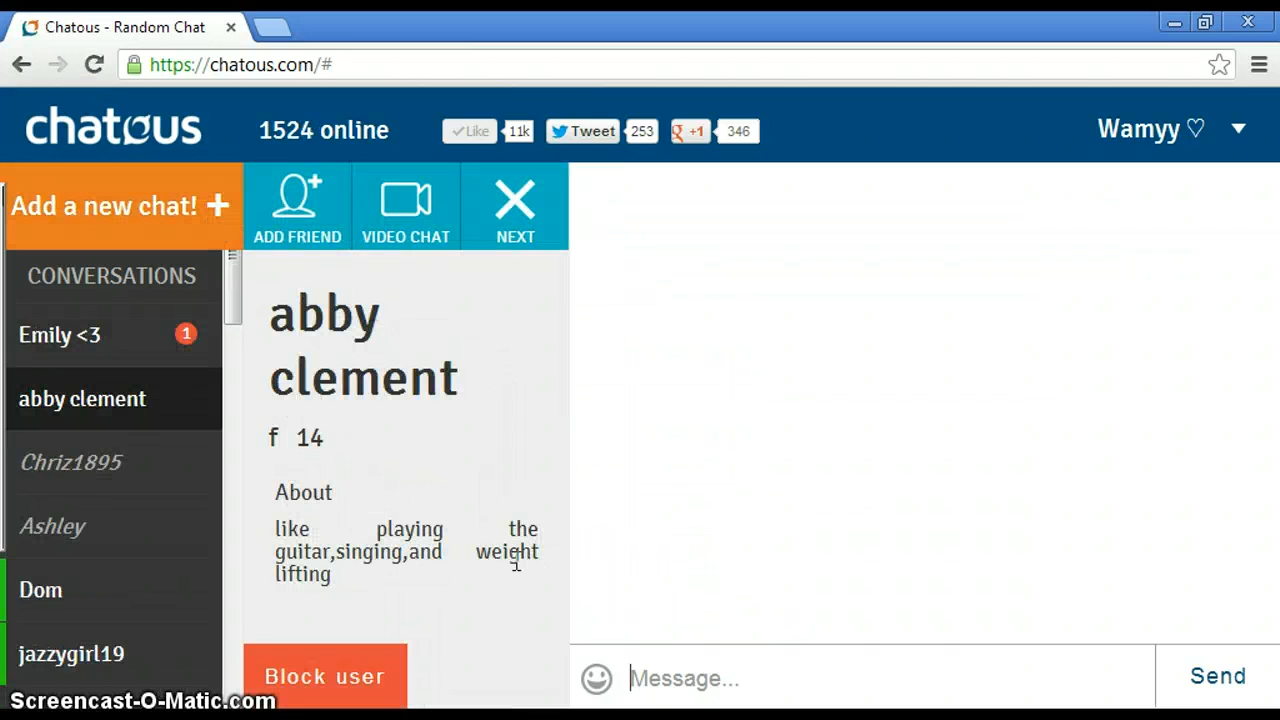 Chatous - Random Chat
https://chatous.com/#
chatous
1524 online
Like 11k
Tweet 253
+1 346
Wamyy ♡
Add a new chat! +
ADD FRIEND
VIDEO CHAT
NEXT
CONVERSATIONS
Emily <3 1
abby clement
Chriz1895
Ashley
Dom
jazzygirl19
abby
clement
f 14
About
like playing the
guitar,singing,and weight
lifting
Block user
Message...
Send
Screencast-O-Matic.com